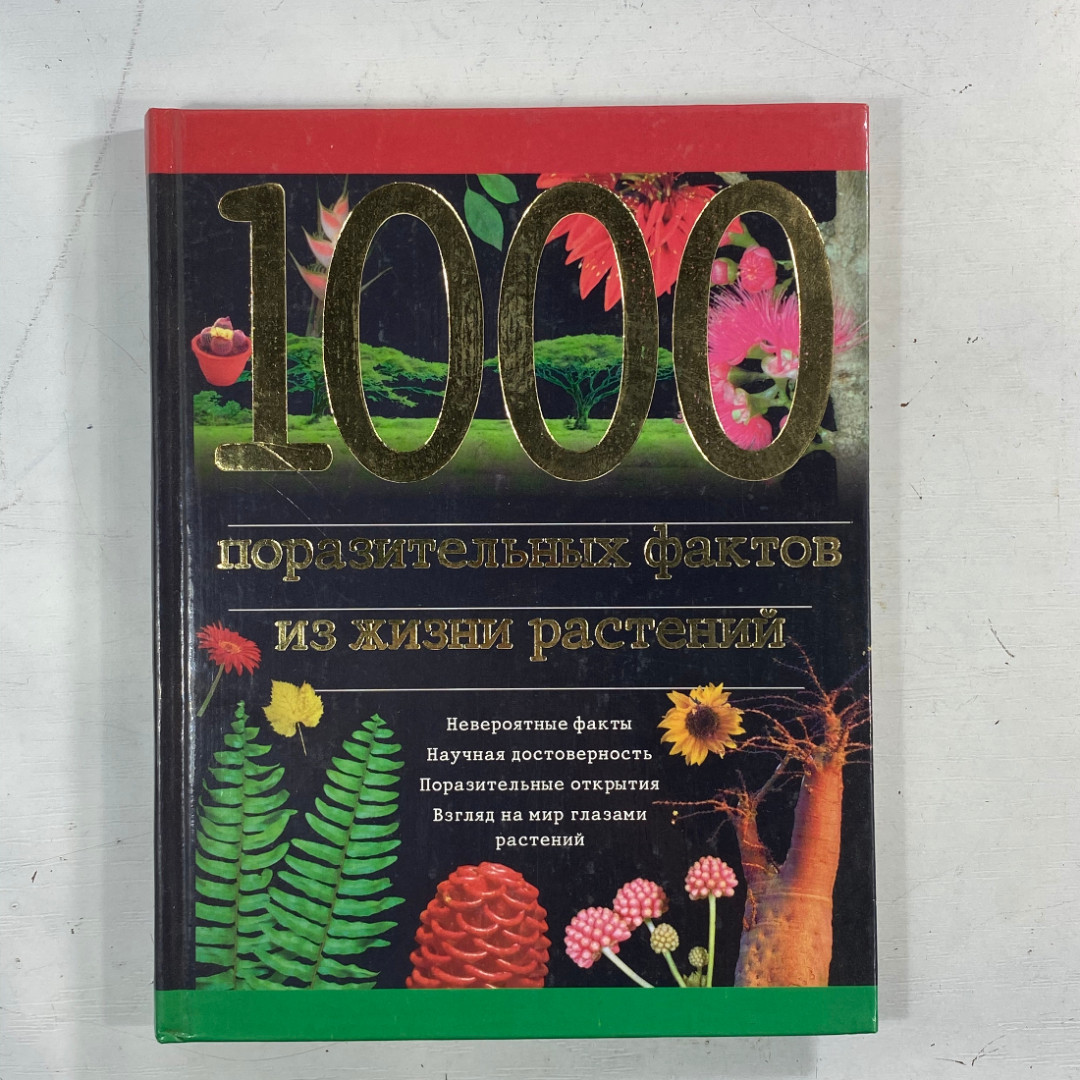 1000
поразительных фактов
из жизни растений
Невероятные факты
Научная достоверность
Поразительные открытия
Взгляд на мир глазами
растений